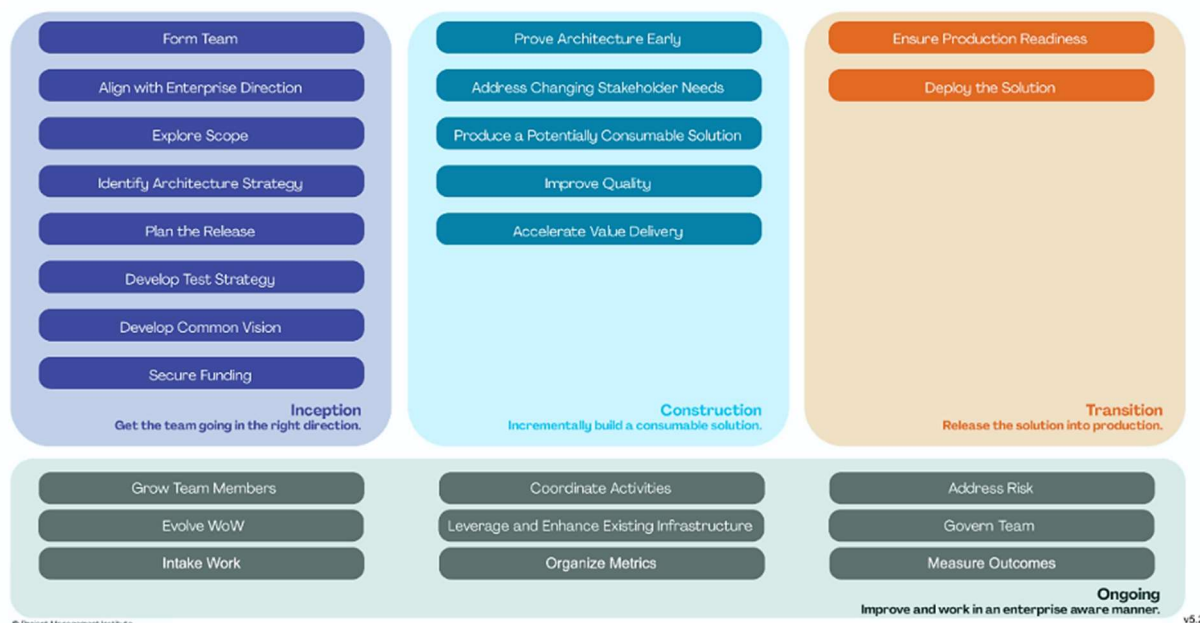 Form Team
Align with Enterprise Direction
Explore Scope
Identify Architecture Strategy
Plan the Release
Develop Test Strategy
Develop Common Vision
Secure Funding
Inception
Get the team going in the right direction.
Prove Architecture Early
Address Changing Stakeholder Needs
Produce a Potentially Consumable Solution
Improve Quality
Accelerate Value Delivery
Construction
Incrementally build a consumable solution.
Ensure Production Readiness
Deploy the Solution
Transition
Release the solution into production.
Grow Team Members
Evolve WoW
Intake Work
Coordinate Activities
Leverage and Enhance Existing Infrastructure
Organize Metrics
Address Risk
Govern Team
Measure Outcomes
Ongoing
Improve and work in an enterprise aware manner.
© Project Management Institute